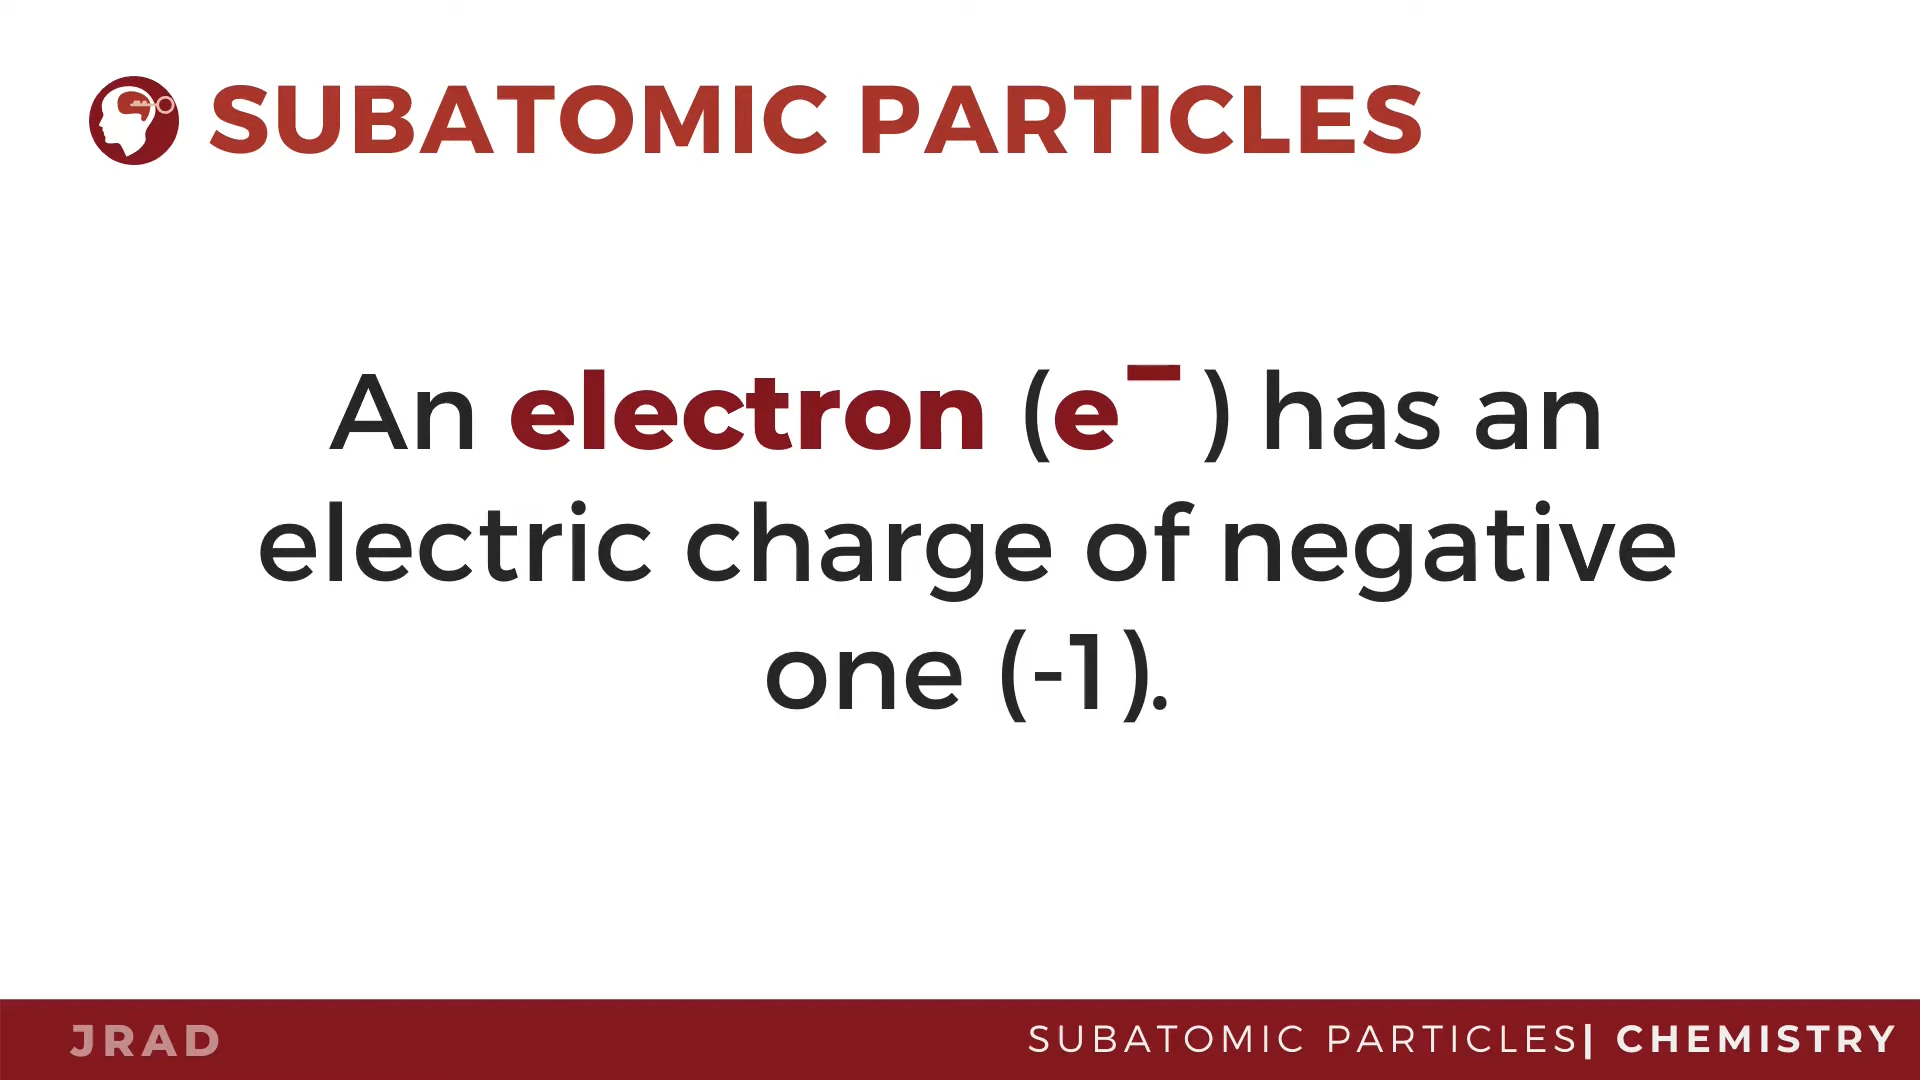 SUBATOMIC PARTICLES
An electron (e⁻) has an
electric charge of negative
one (-1).
JRAD
SUBATOMIC PARTICLES| CHEMISTRY